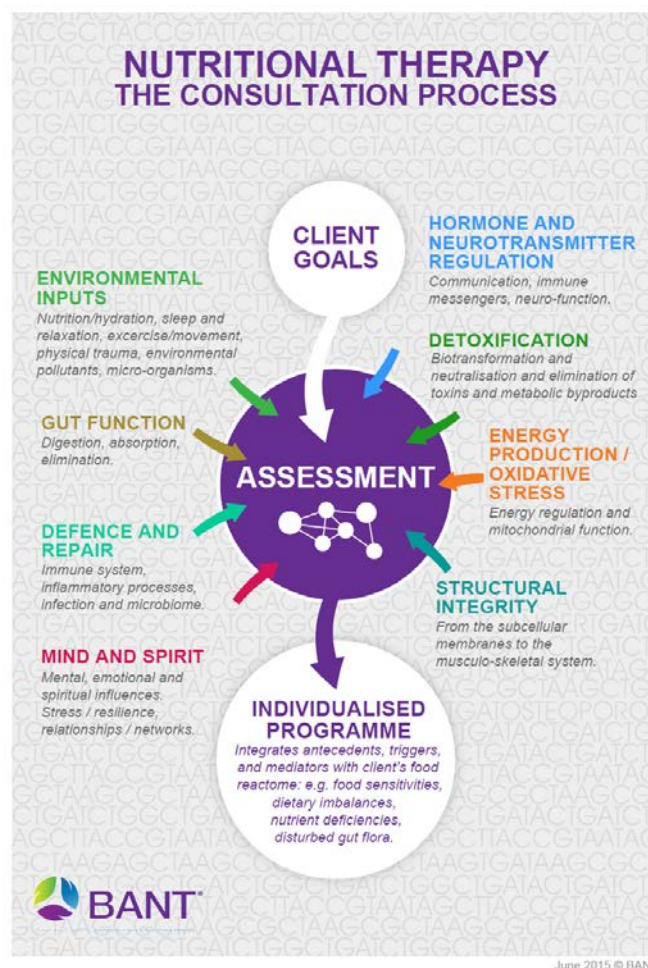 NUTRITIONAL THERAPY
THE CONSULTATION PROCESS
CLIENT
GOALS
HORMONE AND
NEUROTRANSMITTER
REGULATION
Communication, immune
messengers, neuro-function.
ENVIRONMENTAL
INPUTS
Nutrition/hydration, sleep and
relaxation, excercise/movement,
physical trauma, environmental
pollutants, micro-organisms.
DETOXIFICATION
Biotransformation and
neutralisation and elimination of
toxins and metabolic byproducts
GUT FUNCTION
Digestion, absorption,
elimination.
ASSESSMENT
ENERGY
PRODUCTION /
OXIDATIVE
STRESS
Energy regulation and
mitochondrial function.
DEFENCE AND
REPAIR
Immune system,
inflammatory processes,
infection and microbiome.
STRUCTURAL
INTEGRITY
From the subcellular
membranes to the
musculo-skeletal system.
MIND AND SPIRIT
Mental, emotional and
spiritual influences.
Stress / resilience,
relationships / networks.
INDIVIDUALISED
PROGRAMME
Integrates antecedents, triggers,
and mediators with client's food
reactome: e.g. food sensitivities,
dietary imbalances,
nutrient deficiencies,
disturbed gut flora.
BANT®
June 2015 © BAN